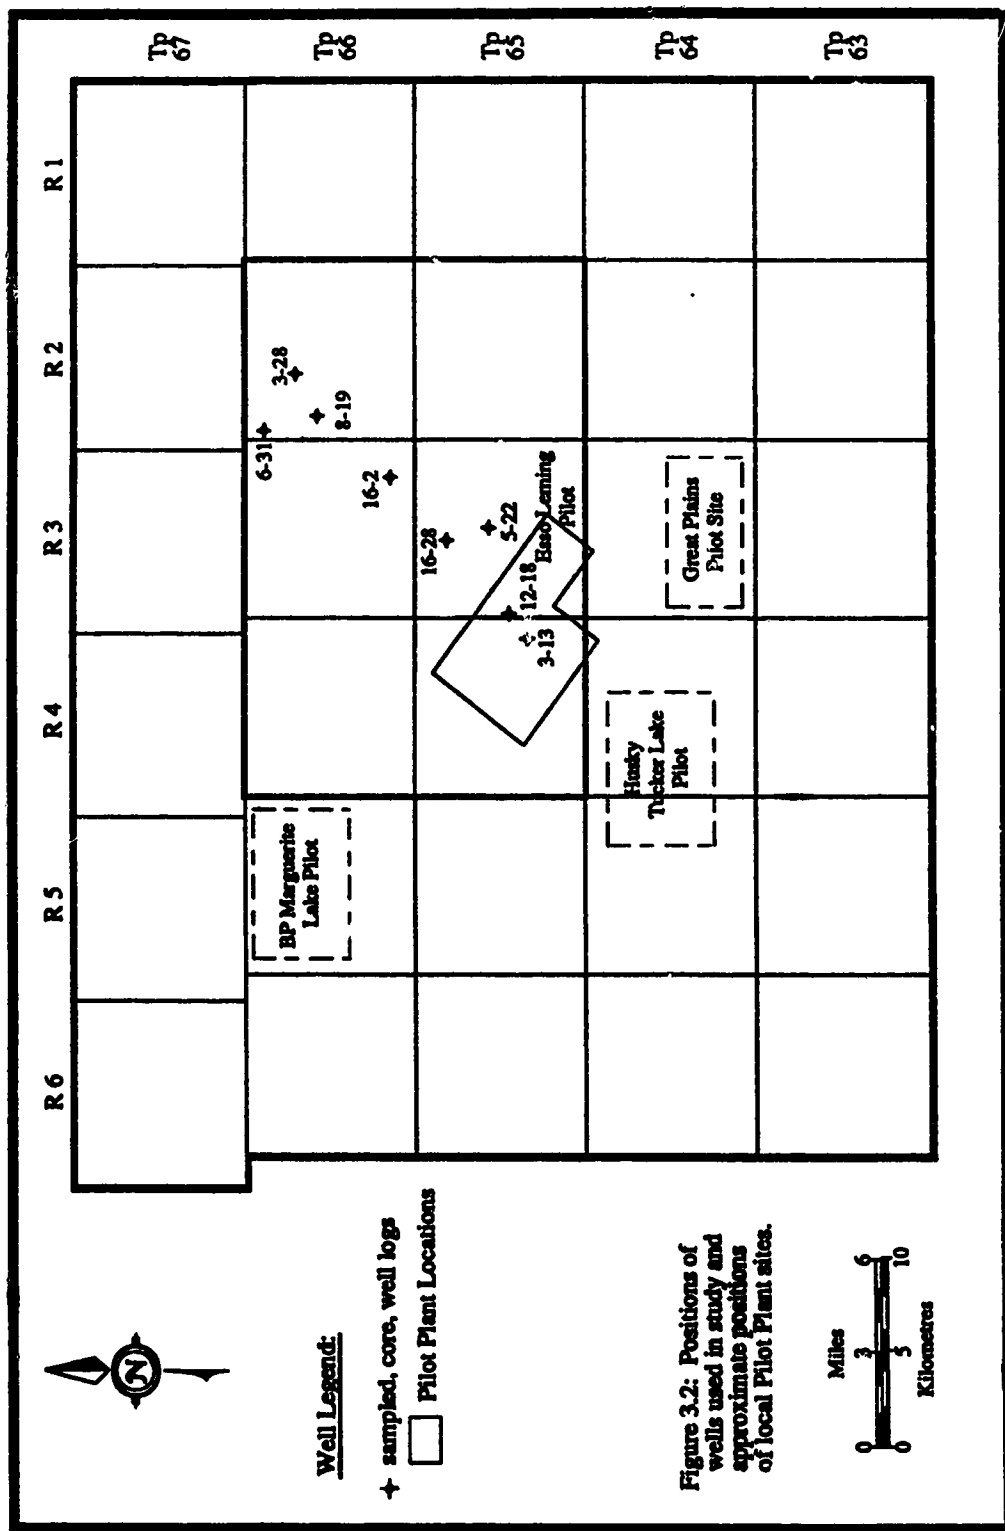 R 6
R 5
R 4
R 3
R 2
R 1
Tp
67
Tp
66
Tp
65
Tp
64
Tp
63
BP Marguerite
Lake Pilot
6-31
3-28
8-19
16-2
16-28
5-22
12-18
3-13
Esso Leming
Pilot
Husky
Tucker Lake
Pilot
Great Plains
Pilot Site
N
Well Legend:
sampled, core, well logs
Pilot Plant Locations
Figure 3.2: Positions of
wells used in study and
approximate positions
of local Pilot Plant sites.
Miles
0 3 6
0 5 10
Kilometres